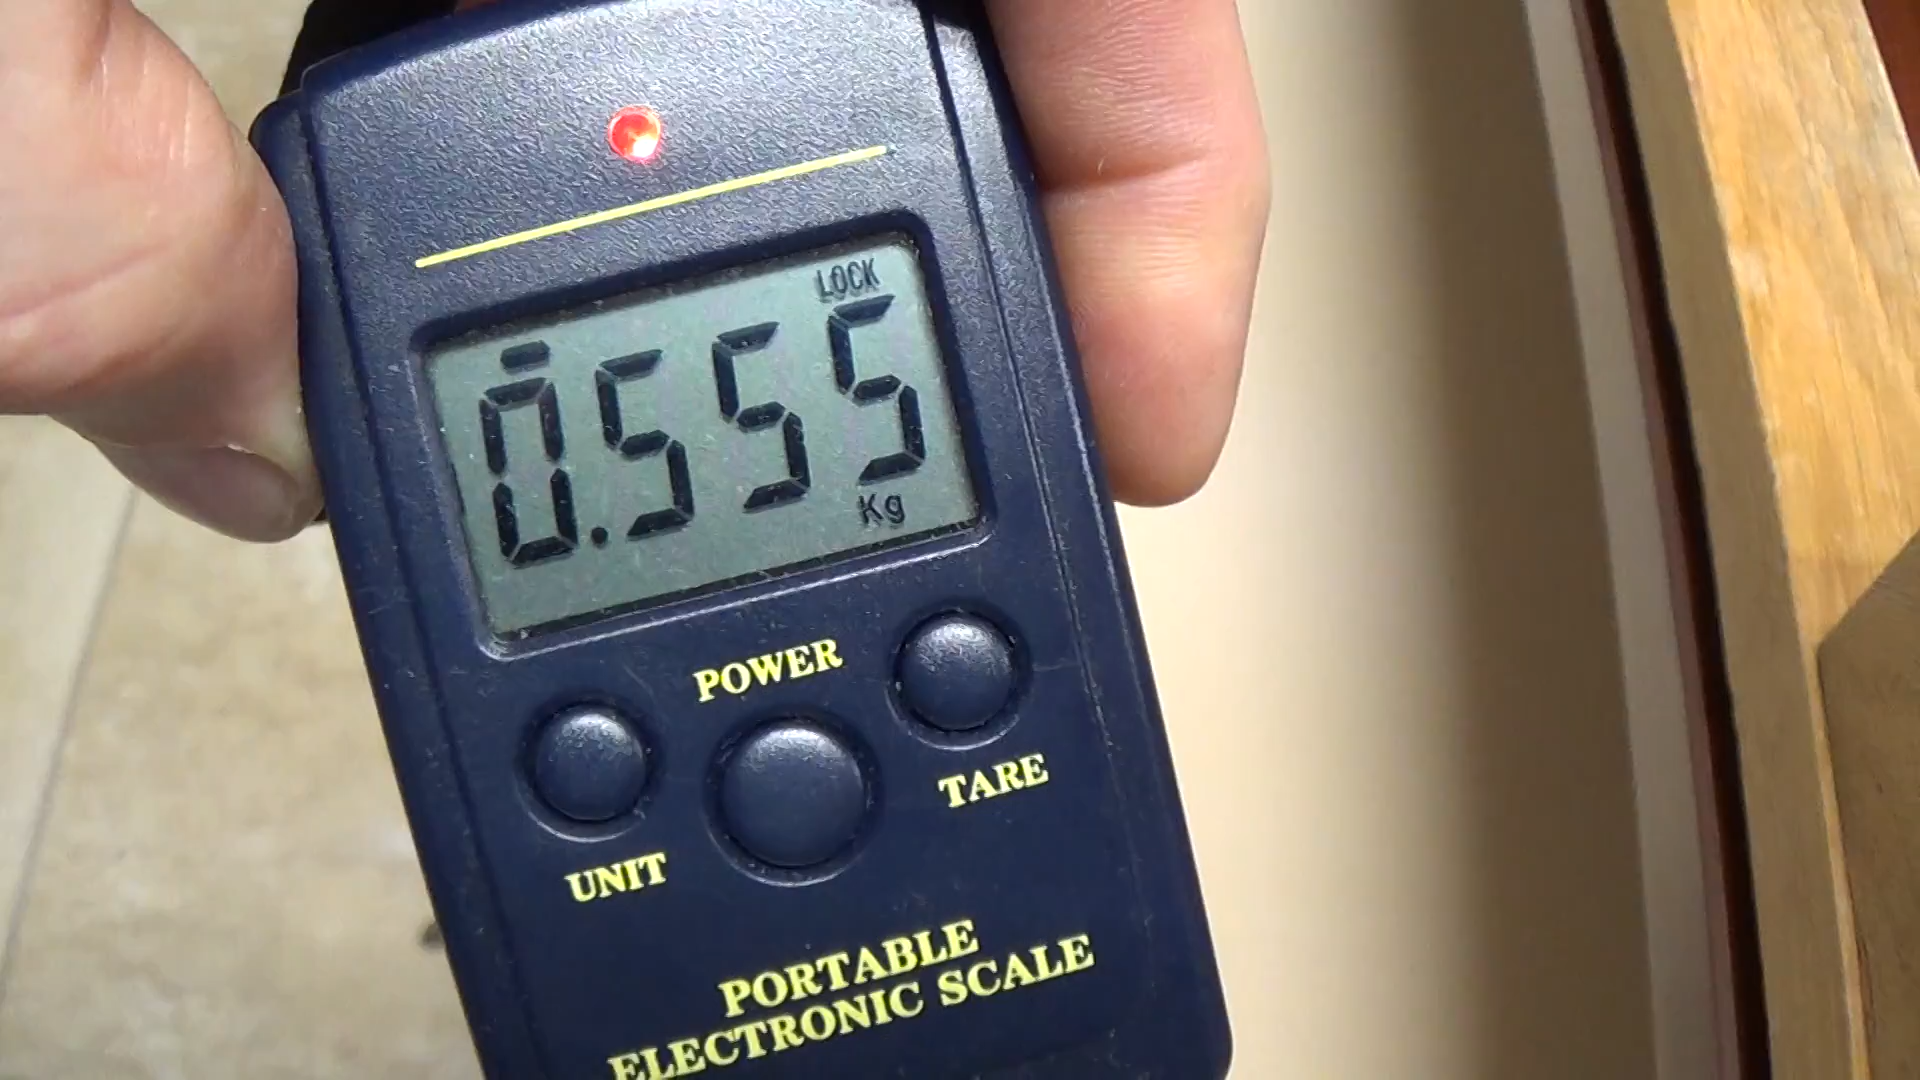 LOCK
0.555
Kg
POWER
UNIT
TARE
PORTABLE
ELECTRONIC SCALE